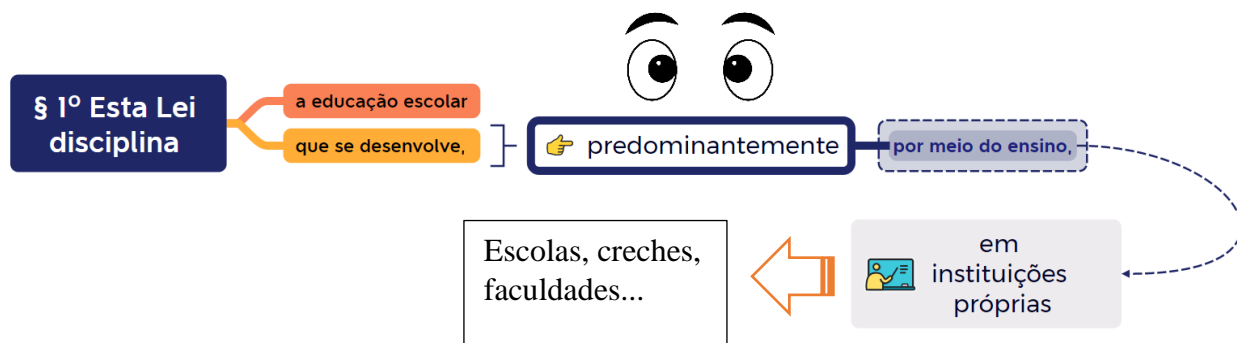 § 1º Esta Lei
disciplina
a educação escolar
que se desenvolve,
predominantemente
por meio do ensino,
em
instituições
próprias
Escolas, creches,
faculdades...